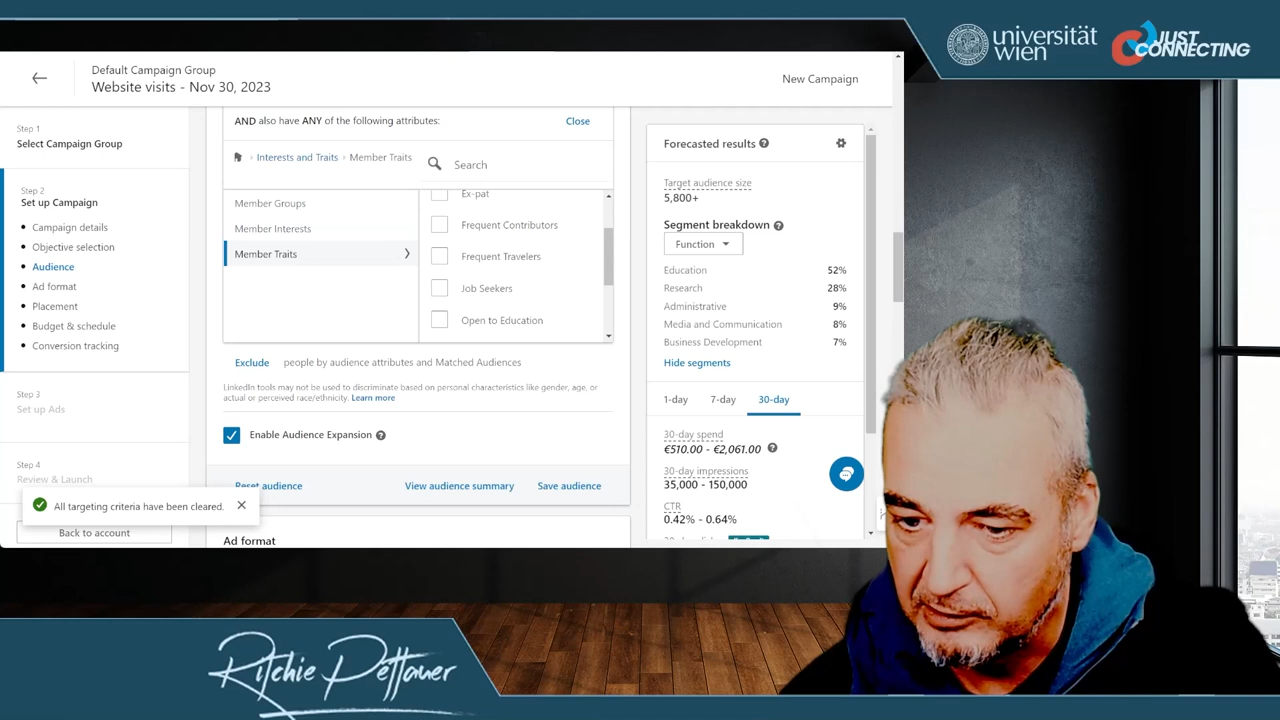 universität
wien
JUST
CONNECTING
Default Campaign Group
Website visits - Nov 30, 2023
New Campaign
Step 1
Select Campaign Group
Step 2
Set up Campaign
Campaign details
Objective selection
Audience
Ad format
Placement
Budget & schedule
Conversion tracking
Step 3
Set up Ads
Step 4
Review & Launch
All targeting criteria have been cleared.
Back to account
AND also have ANY of the following attributes:
Close
Interests and Traits > Member Traits
Search
Member Groups
Member Interests
Member Traits
Ex-pat
Frequent Contributors
Frequent Travelers
Job Seekers
Open to Education
Exclude people by audience attributes and Matched Audiences
LinkedIn tools may not be used to discriminate based on personal characteristics like gender, age, or
actual or perceived race/ethnicity. Learn more
Enable Audience Expansion
Reset audience
View audience summary
Save audience
Ad format
Forecasted results
Target audience size
5,800+
Segment breakdown
Function
Education 52%
Research 28%
Administrative 9%
Media and Communication 8%
Business Development 7%
Hide segments
1-day 7-day 30-day
30-day spend
€510.00 - €2,061.00
30-day impressions
35,000 - 150,000
CTR
0.42% - 0.64%
Ritchie Pettauer